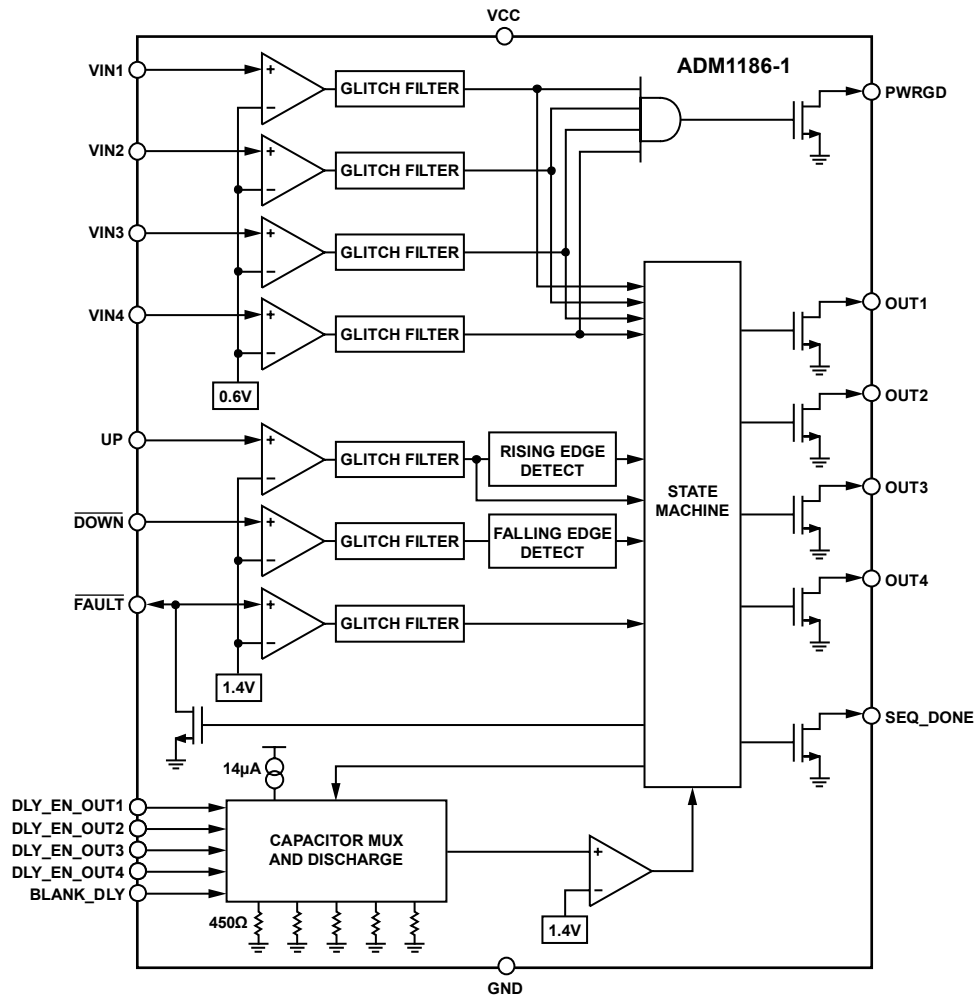 VCC
ADM1186-1
VIN1
+
−
GLITCH FILTER
PWRGD
VIN2
+
−
GLITCH FILTER
VIN3
+
−
GLITCH FILTER
VIN4
+
−
GLITCH FILTER
OUT1
0.6V
OUT2
UP
+
−
GLITCH FILTER
RISING EDGE
DETECT
STATE
MACHINE
OUT3
DOWN
+
−
GLITCH FILTER
FALLING EDGE
DETECT
OUT4
FAULT
+
−
GLITCH FILTER
1.4V
SEQ_DONE
14µA
DLY_EN_OUT1
DLY_EN_OUT2
DLY_EN_OUT3
DLY_EN_OUT4
BLANK_DLY
CAPACITOR MUX
AND DISCHARGE
+
−
450Ω
1.4V
GND